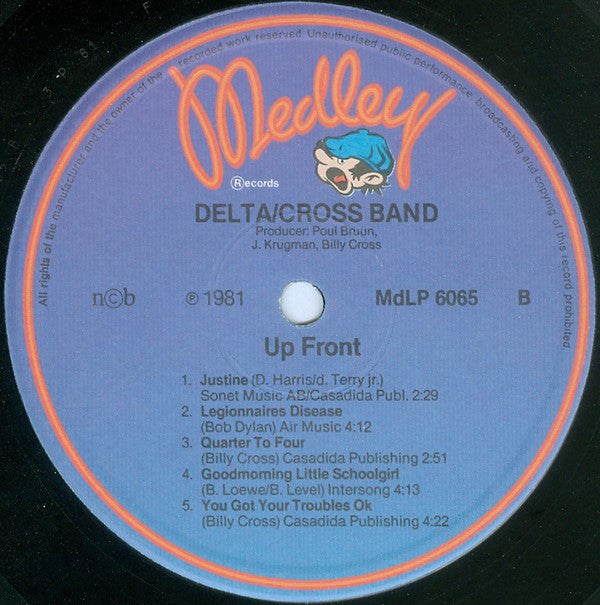 All rights of the manufacturer and the owner of the recorded work reserved. Unauthorised public performance, broadcasting and copying of this record prohibited.
Medley
Ⓡecords
DELTA/CROSS BAND
Producer: Poul Bruun,
J. Krugman, Billy Cross
n©b ℗ 1981 MdLP 6065 B
Up Front
1. Justine (D. Harris/d. Terry jr.)
Sonet Music AB/Casadida Publ. 2:29
2. Legionnaires Disease
(Bob Dylan) Air Music 4:12
3. Quarter To Four
(Billy Cross) Casadida Publishing 2:51
4. Goodmorning Little Schoolgirl
(B. Loewe/B. Level) Intersong 4:13
5. You Got Your Troubles Ok
(Billy Cross) Casadida Publishing 4:22